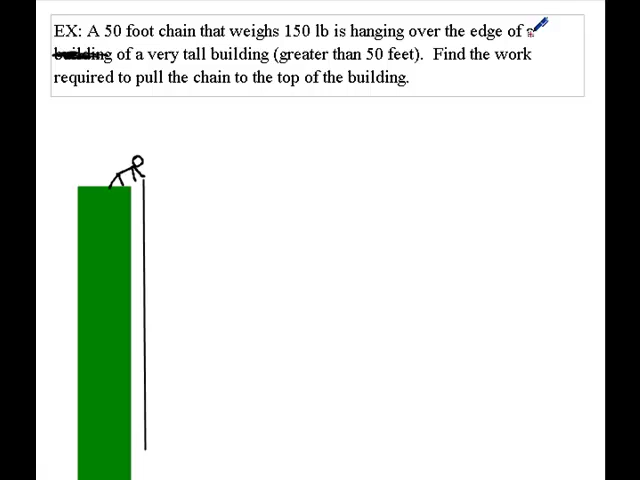 EX: A 50 foot chain that weighs 150 lb is hanging over the edge of
building of a very tall building (greater than 50 feet). Find the work
required to pull the chain to the top of the building.